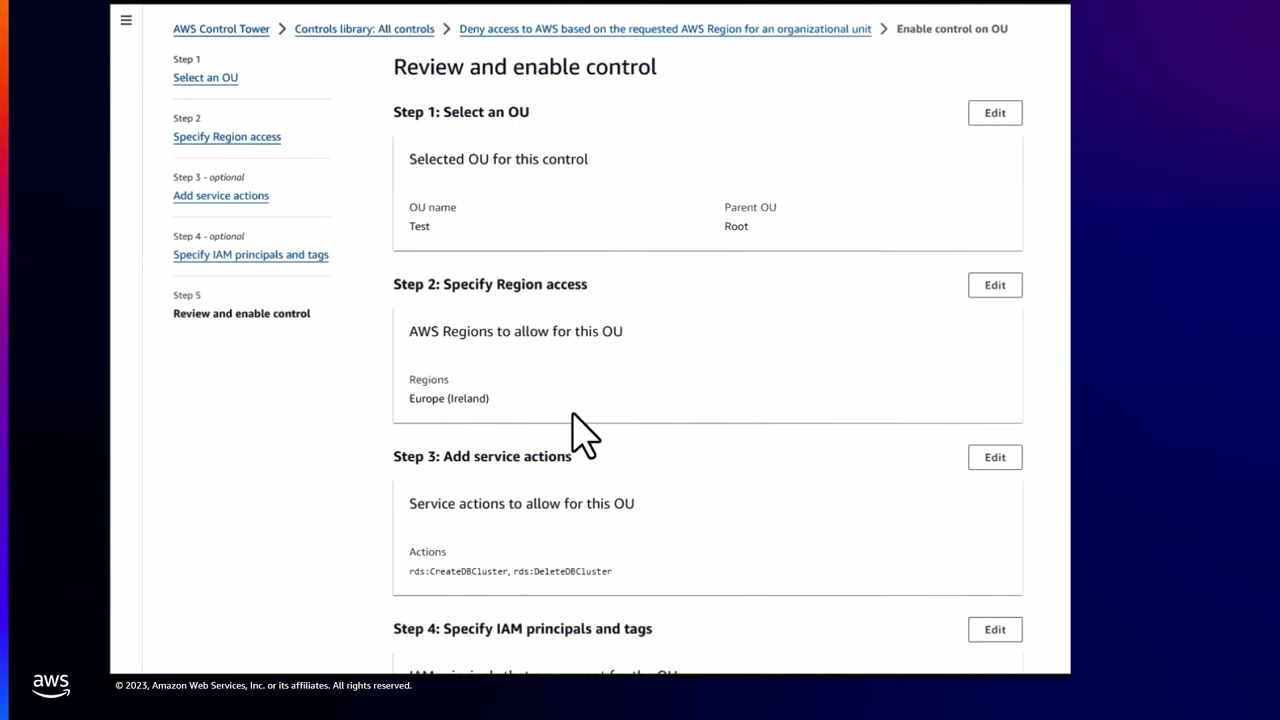 AWS Control Tower > Controls library: All controls > Deny access to AWS based on the requested AWS Region for an organizational unit > Enable control on OU
Step 1
Select an OU
Step 2
Specify Region access
Step 3 - optional
Add service actions
Step 4 - optional
Specify IAM principals and tags
Step 5
Review and enable control
Review and enable control
Step 1: Select an OU
Edit
Selected OU for this control
OU name
Test
Parent OU
Root
Step 2: Specify Region access
Edit
AWS Regions to allow for this OU
Regions
Europe (Ireland)
Step 3: Add service actions
Edit
Service actions to allow for this OU
Actions
rds:CreateDBCluster, rds:DeleteDBCluster
Step 4: Specify IAM principals and tags
Edit
aws
© 2023, Amazon Web Services, Inc. or its affiliates. All rights reserved.